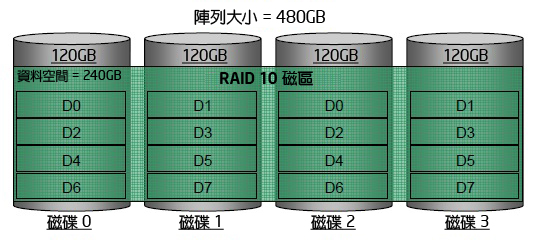 陣列大小 = 480GB
120GB 120GB 120GB 120GB
資料空間 = 240GB RAID 10 磁區
D0 D1 D0 D1
D2 D3 D2 D3
D4 D5 D4 D5
D6 D7 D6 D7
磁碟 0 磁碟 1 磁碟 2 磁碟 3